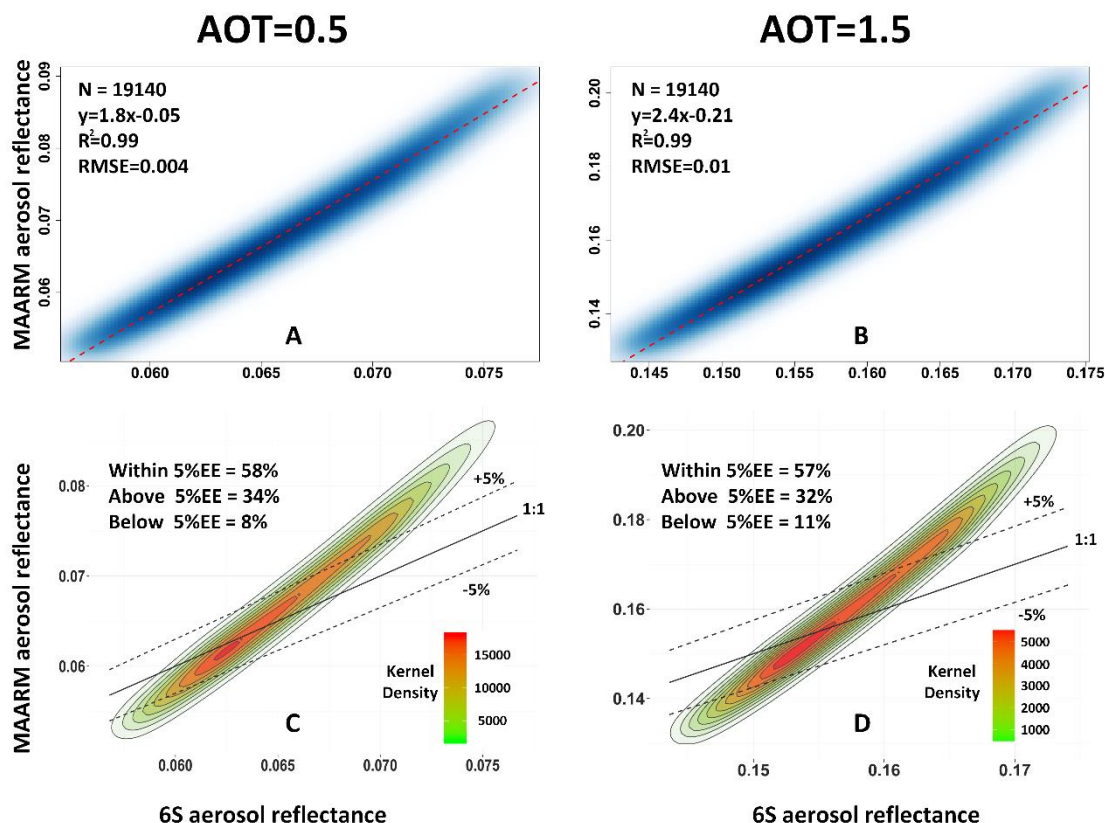 AOT=0.5
AOT=1.5
MAARM aerosol reflectance
0.09
0.08
0.07
0.06
N = 19140
y=1.8x-0.05
R²=0.99
RMSE=0.004
A
0.060
0.065
0.070
0.075
0.20
0.18
0.16
0.14
N = 19140
y=2.4x-0.21
R²=0.99
RMSE=0.01
B
0.145
0.150
0.155
0.160
0.165
0.170
0.175
MAARM aerosol reflectance
0.08
0.07
0.06
Within 5%EE = 58%
Above 5%EE = 34%
Below 5%EE = 8%
+5%
1:1
-5%
Kernel
Density
15000
10000
5000
C
0.060
0.065
0.070
0.075
6S aerosol reflectance
0.20
0.18
0.16
0.14
Within 5%EE = 57%
Above 5%EE = 32%
Below 5%EE = 11%
+5%
1:1
-5%
Kernel
Density
5000
4000
3000
2000
1000
D
0.15
0.16
0.17
6S aerosol reflectance